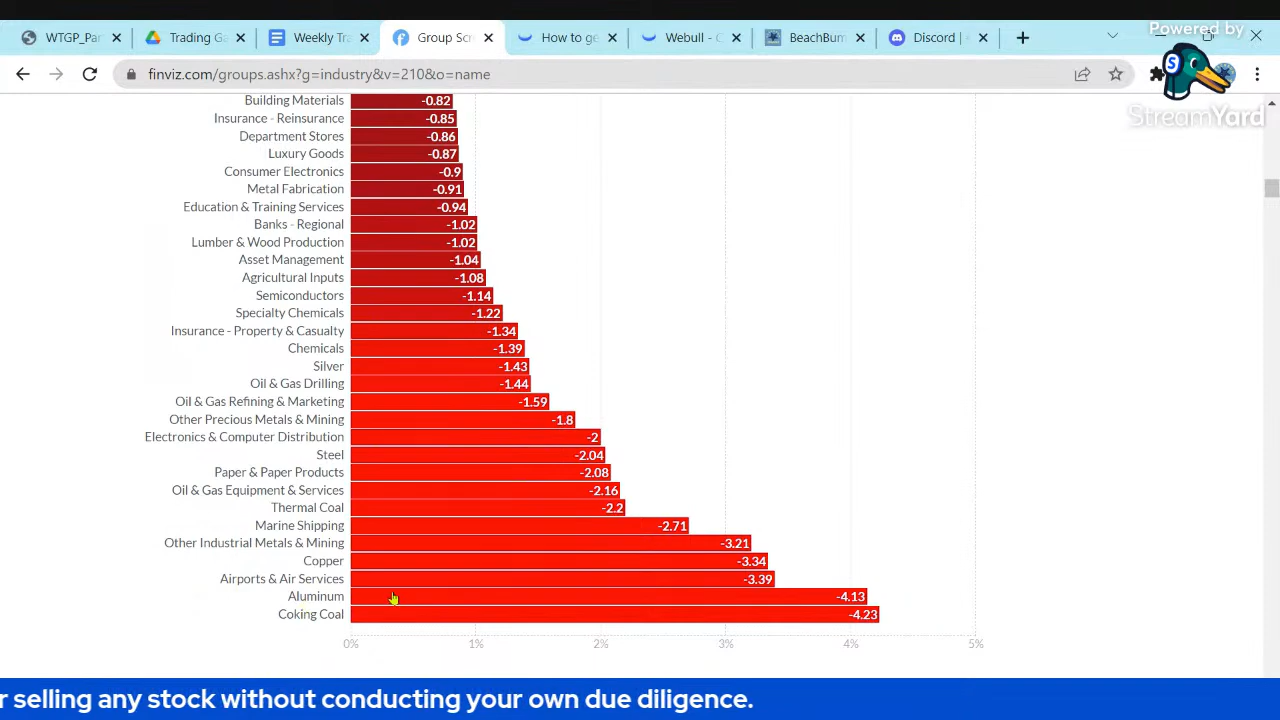 Powered by
WTGP_Par
Trading Ga
Weekly Tra
Group Scr
How to ge
Webull - C
BeachBum
Discord |
finviz.com/groups.ashx?g=industry&v=210&o=name
StreamYard
Building Materials -0.82
Insurance - Reinsurance -0.85
Department Stores -0.86
Luxury Goods -0.87
Consumer Electronics -0.9
Metal Fabrication -0.91
Education & Training Services -0.94
Banks - Regional -1.02
Lumber & Wood Production -1.02
Asset Management -1.04
Agricultural Inputs -1.08
Semiconductors -1.14
Specialty Chemicals -1.22
Insurance - Property & Casualty -1.34
Chemicals -1.39
Silver -1.43
Oil & Gas Drilling -1.44
Oil & Gas Refining & Marketing -1.59
Other Precious Metals & Mining -1.8
Electronics & Computer Distribution -2
Steel -2.04
Paper & Paper Products -2.08
Oil & Gas Equipment & Services -2.16
Thermal Coal -2.2
Marine Shipping -2.71
Other Industrial Metals & Mining -3.21
Copper -3.34
Airports & Air Services -3.39
Aluminum -4.13
Coking Coal -4.23
0% 1% 2% 3% 4% 5%
r selling any stock without conducting your own due diligence.